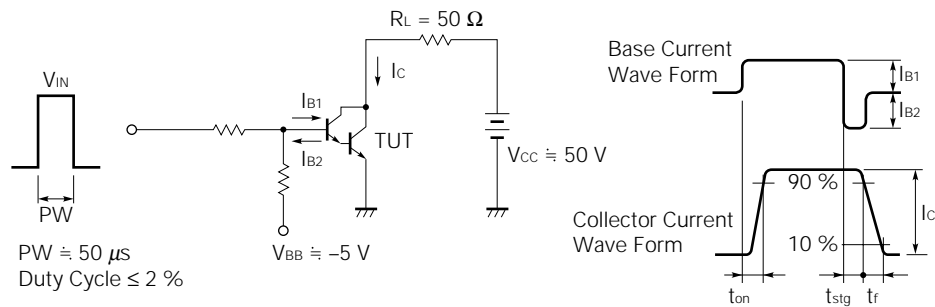 VIN
PW
PW ≒ 50 μs
Duty Cycle ≤ 2 %
RL = 50 Ω
IC
IB1
IB2
TUT
VBB ≒ –5 V
VCC ≒ 50 V
Base Current
Wave Form
IB1
IB2
Collector Current
Wave Form
90 %
10 %
IC
ton
tstg
tf